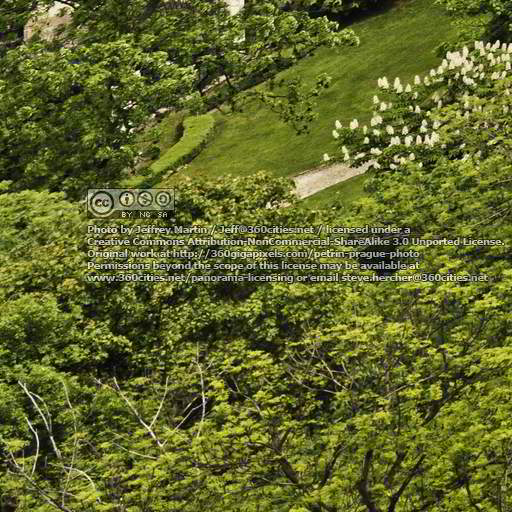 cc
BY NC SA
Photo by Jeffrey Martin / Jeff@360cities.net / licensed under a
Creative Commons Attribution-NonCommercial-ShareAlike 3.0 Unported License.
Original work at http://360gigapixels.com/petrin-prague-photo
Permissions beyond the scope of this license may be available at
www.360cities.net/panorama-licensing or email steve.hercher@360cities.net